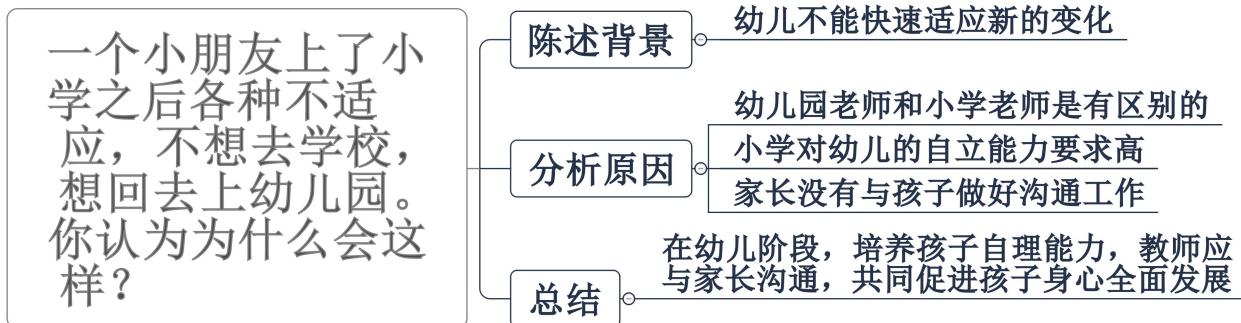 一个小朋友上了小
学之后各种不适
应，不想去学校，
想回去上幼儿园。
你认为为什么会这
样？
陈述背景
幼儿不能快速适应新的变化
分析原因
幼儿园老师和小学老师是有区别的
小学对幼儿的自立能力要求高
家长没有与孩子做好沟通工作
总结
在幼儿阶段，培养孩子自理能力，教师应
与家长沟通，共同促进孩子身心全面发展